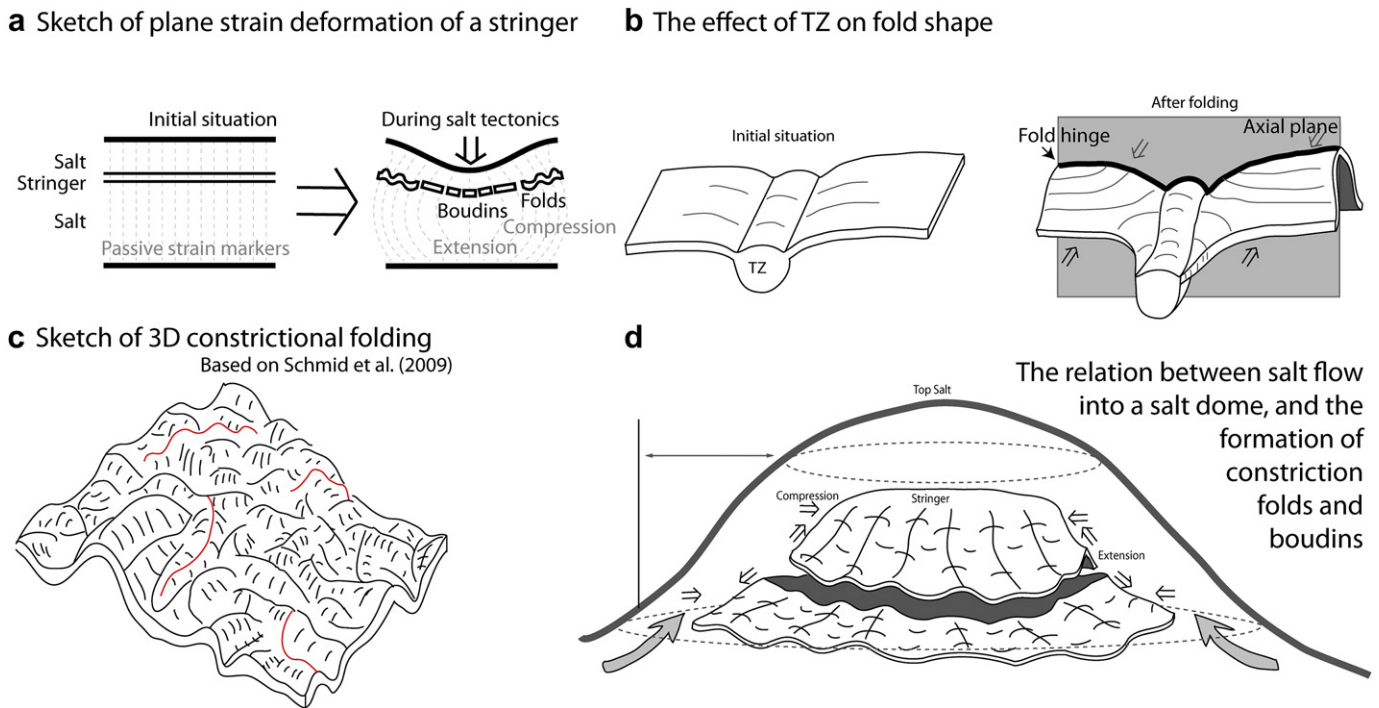 a Sketch of plane strain deformation of a stringer
Initial situation
Salt
Stringer
Salt
Passive strain markers
During salt tectonics
Boudins
Folds
Compression
Extension
b The effect of TZ on fold shape
Initial situation
TZ
After folding
Fold hinge
Axial plane
c Sketch of 3D constrictional folding
Based on Schmid et al. (2009)
d
Top Salt
The relation between salt flow
into a salt dome, and the
formation of
constriction
folds and
boudins
Compression
Stringer
Extension